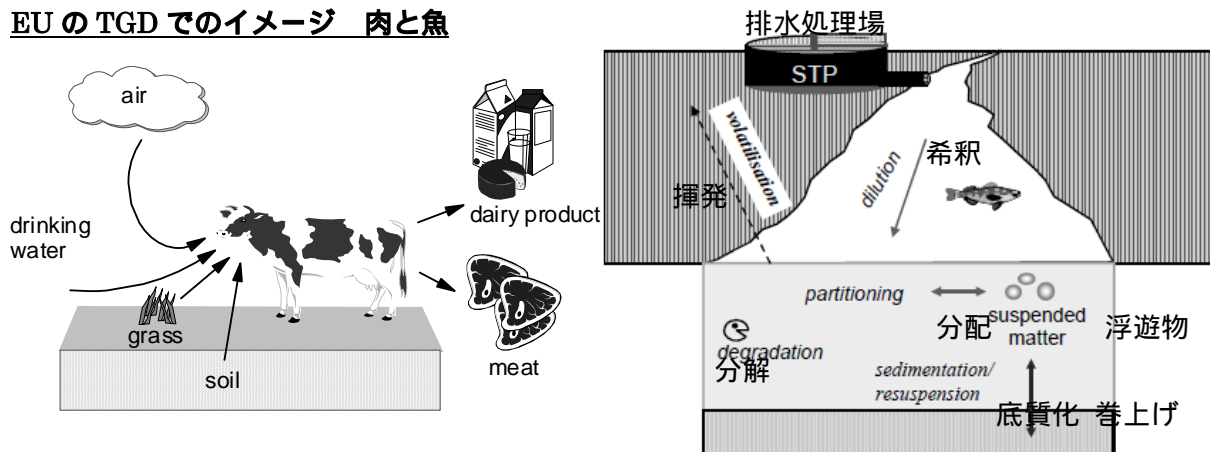 EU の TGD でのイメージ　肉と魚
air
drinking
water
grass
soil
dairy product
meat
排水処理場
STP
volatilisation
揮発
dilution
希釈
partitioning
分配
suspended
matter
浮遊物
degradation
分解
sedimentation/
resuspension
底質化 巻上げ